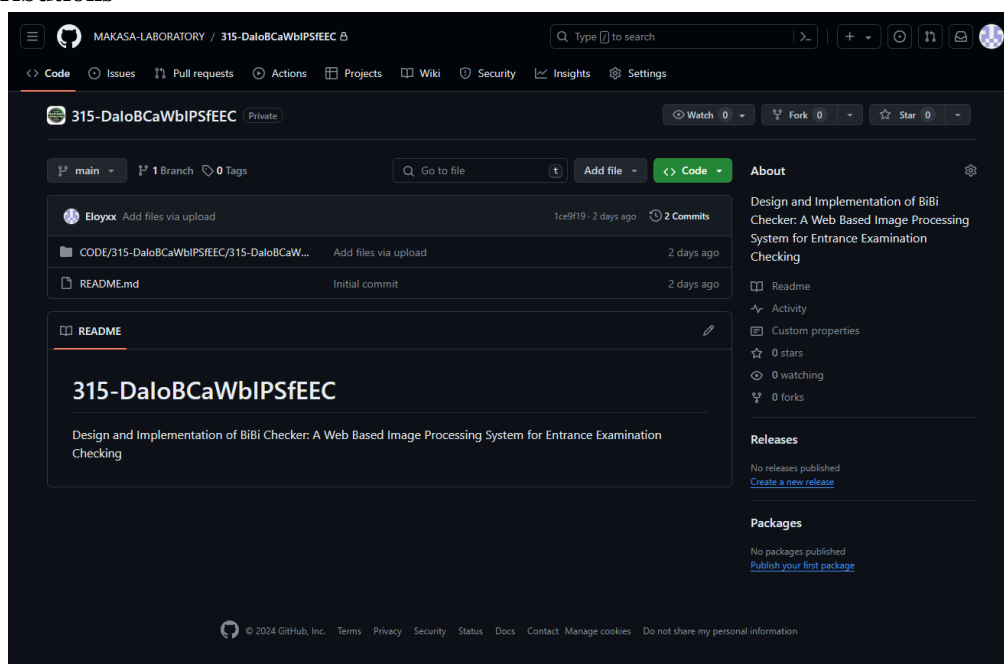 MAKASA-LABORATORY / 315-DaIoBCaWbIPSfEEC
Type / to search
Code Issues Pull requests Actions Projects Wiki Security Insights Settings
315-DaIoBCaWbIPSfEEC Private
Watch 0 Fork 0 Star 0
main 1 Branch 0 Tags Go to file t Add file Code
Eloyxx Add files via upload 1ce9f19 · 2 days ago 2 Commits
CODE/315-DaIoBCaWbIPSfEEC/315-DaIoBCaW... Add files via upload 2 days ago
README.md Initial commit 2 days ago
README
315-DaIoBCaWbIPSfEEC
Design and Implementation of BiBi Checker: A Web Based Image Processing System for Entrance Examination
Checking
About
Design and Implementation of BiBi
Checker: A Web Based Image Processing
System for Entrance Examination
Checking
Readme
Activity
Custom properties
0 stars
0 watching
0 forks
Releases
No releases published
Create a new release
Packages
No packages published
Publish your first package
© 2024 GitHub, Inc. Terms Privacy Security Status Docs Contact Manage cookies Do not share my personal information